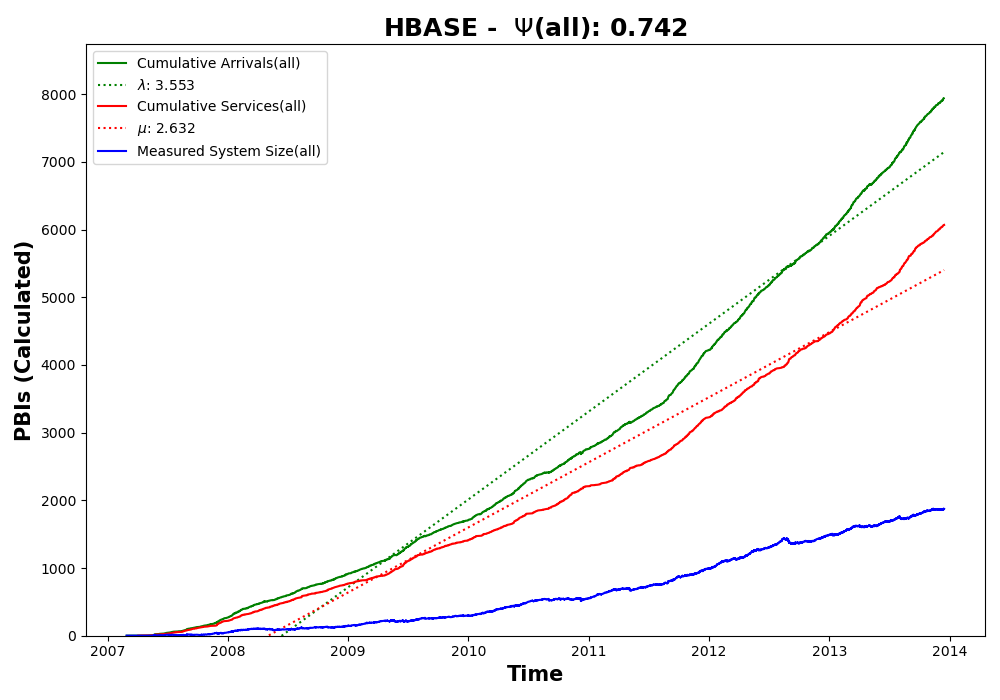 HBASE - Ψ(all): 0.742
Cumulative Arrivals(all)
λ: 3.553
Cumulative Services(all)
μ: 2.632
Measured System Size(all)
PBIs (Calculated)
8000
7000
6000
5000
4000
3000
2000
1000
0
2007 2008 2009 2010 2011 2012 2013 2014
Time